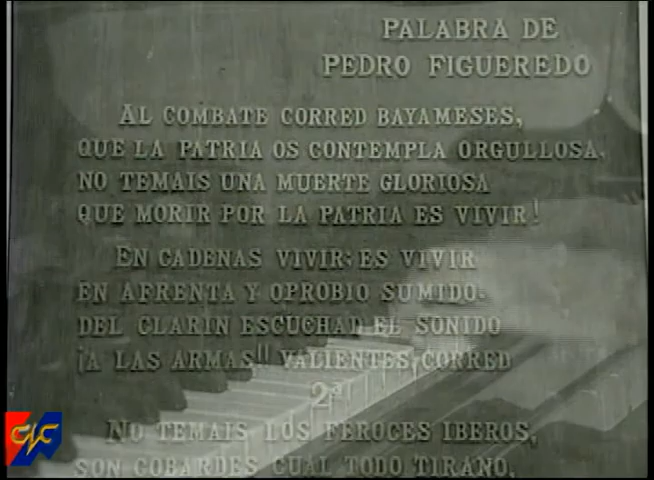 PALABRA DE
PEDRO FIGUEREDO
AL COMBATE CORRED BAYAMESES,
QUE LA PATRIA OS CONTEMPLA ORGULLOSA.
NO TEMAIS UNA MUERTE GLORIOSA
QUE MORIR POR LA PATRIA ES VIVIR!
EN CADENAS VIVIR; ES VIVIR
EN AFRENTA Y OPROBIO SUMIDO.
DEL CLARIN ESCUCHAD EL SONIDO
¡A LAS ARMAS!! VALIENTES, CORRED
2ª
NO TEMAIS LOS FEROCES IBEROS,
SON COBARDES CUAL TODO TIRANO,